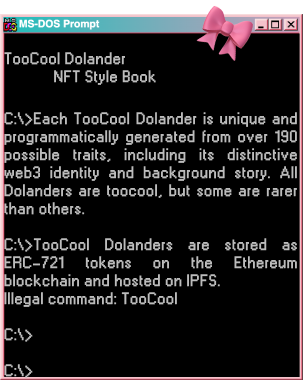 MS-DOS Prompt
TooCool Dolander
NFT Style Book
C:\>Each TooCool Dolander is unique and
programmatically generated from over 190
possible traits, including its distinctive
web3 identity and background story. All
Dolanders are toocool, but some are rarer
than others.
C:\>TooCool Dolanders are stored as
ERC-721 tokens on the Ethereum
blockchain and hosted on IPFS.
Illegal command: TooCool
C:\>
C:\>